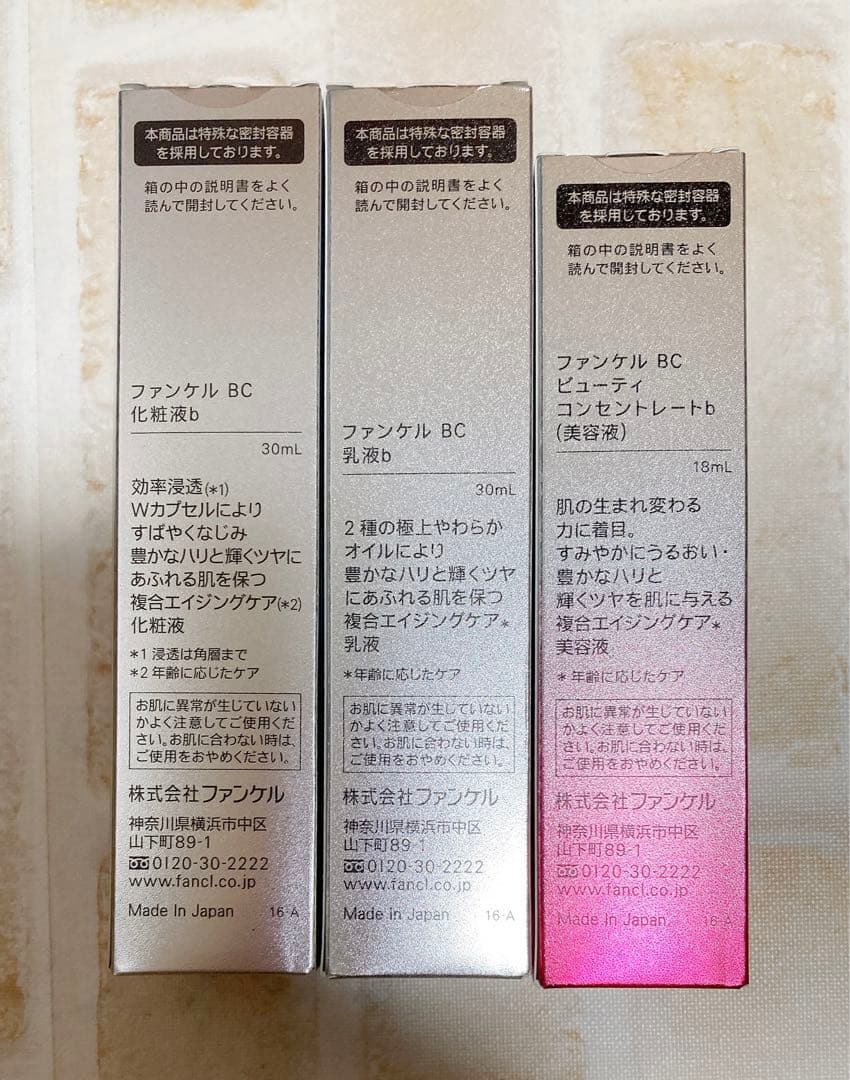 本商品は特殊な密封容器
を採用しております。
箱の中の説明書をよく
読んで開封してください。
ファンケル BC
化粧液b
30mL
効率浸透(*1)
Wカプセルにより
すばやくなじみ
豊かなハリと輝くツヤに
あふれる肌を保つ
複合エイジングケア(*2)
化粧液
*1 浸透は角層まで
*2 年齢に応じたケア
お肌に異常が生じていない
かよく注意してご使用くだ
さい。お肌に合わない時は、
ご使用をおやめください。
株式会社ファンケル
神奈川県横浜市中区
山下町89-1
0120-30-2222
www.fancl.co.jp
Made In Japan 16-A
本商品は特殊な密封容器
を採用しております。
箱の中の説明書をよく
読んで開封してください。
ファンケル BC
乳液b
30mL
2種の極上やわらか
オイルにより
豊かなハリと輝くツヤ
にあふれる肌を保つ
複合エイジングケア*
乳液
*年齢に応じたケア
お肌に異常が生じていない
かよく注意してご使用くだ
さい。お肌に合わない時は、
ご使用をおやめください。
株式会社ファンケル
神奈川県横浜市中区
山下町89-1
0120-30-2222
www.fancl.co.jp
Made In Japan 16-A
本商品は特殊な密封容器
を採用しております。
箱の中の説明書をよく
読んで開封してください。
ファンケル BC
ビューティ
コンセントレートb
(美容液)
18mL
肌の生まれ変わる
力に着目。
すみやかにうるおい・
豊かなハリと
輝くツヤを肌に与える
複合エイジングケア*
美容液
*年齢に応じたケア
お肌に異常が生じていない
かよく注意してご使用くだ
さい。お肌に合わない時は、
ご使用をおやめください。
株式会社ファンケル
神奈川県横浜市中区
山下町89-1
0120-30-2222
www.fancl.co.jp
Made In Japan 16-A